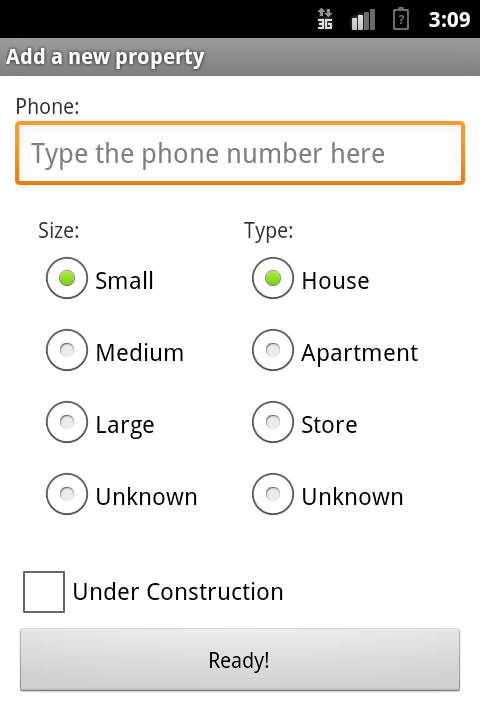 3G 3:09
Add a new property
Phone:
Type the phone number here
Size:
Type:
Small
House
Medium
Apartment
Large
Store
Unknown
Unknown
Under Construction
Ready!